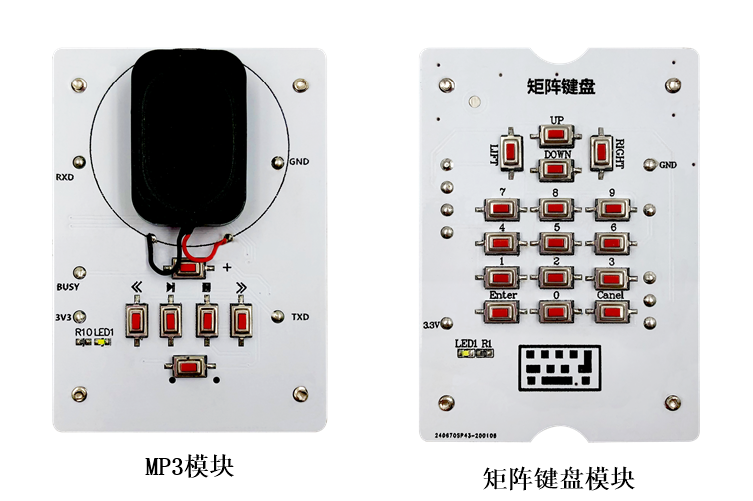 RXD
GND
BUSY
+
3V3
TXD
R10 LED1
MP3模块
矩阵键盘
UP
LIFT
DOWN
RIGHT
GND
7 8 9
4 5 6
1 2 3
Enter 0 Canel
3.3V
LED1 R1
240670SP43-200108
矩阵键盘模块